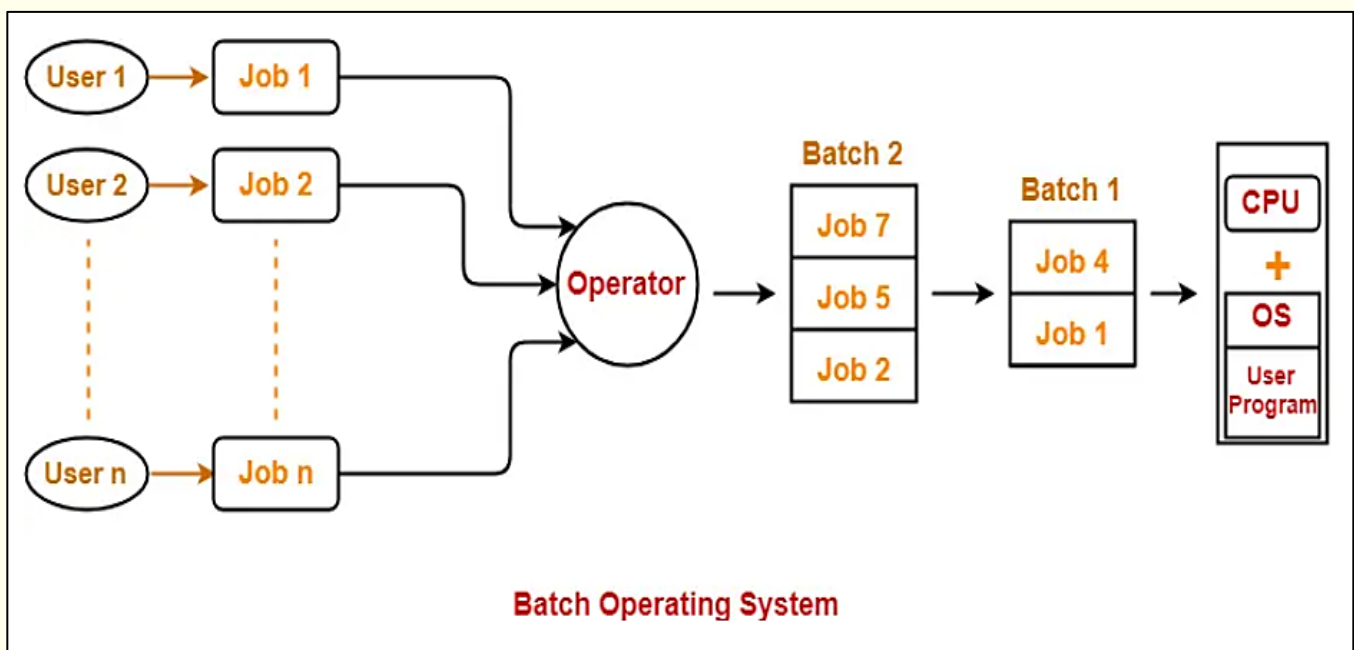 User 1
Job 1
User 2
Job 2
User n
Job n
Operator
Batch 2
Job 7
Job 5
Job 2
Batch 1
Job 4
Job 1
CPU
+
OS
User
Program
Batch Operating System